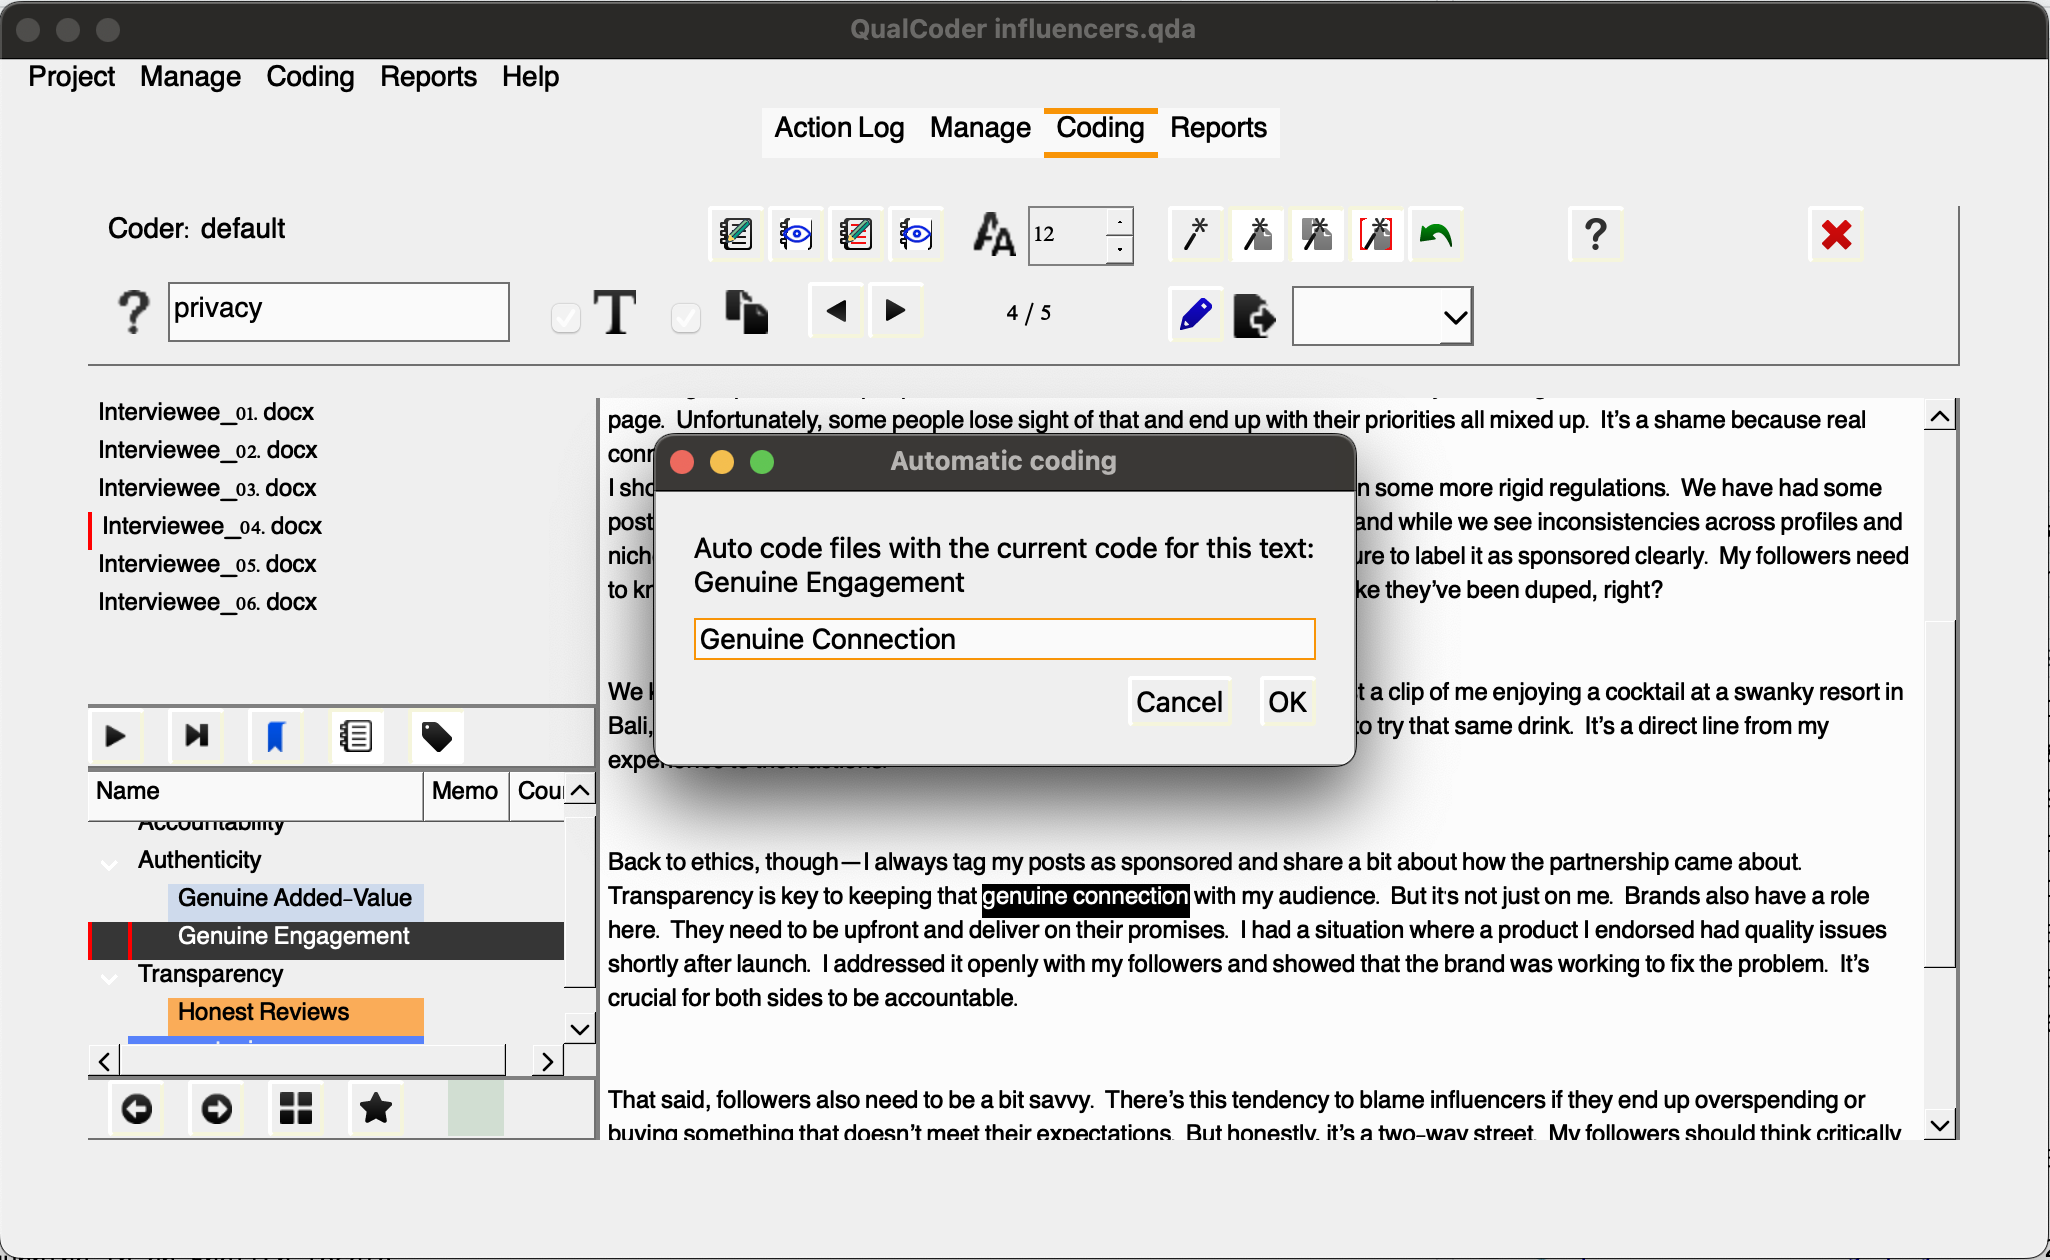 QualCoder influencers.qda
Project Manage Coding Reports Help
Action Log Manage Coding Reports
Coder: default
12
privacy
4 / 5
Interviewee_01. docx
Interviewee_02. docx
Interviewee_03. docx
Interviewee_04. docx
Interviewee_05. docx
Interviewee_06. docx
Name Memo Cou
Accountability
Authenticity
Genuine Added-Value
Genuine Engagement
Transparency
Honest Reviews
page. Unfortunately, some people lose sight of that and end up with their priorities all mixed up. It's a shame because real
conn
I sho n some more rigid regulations. We have had some
post and while we see inconsistencies across profiles and
nich ure to label it as sponsored clearly. My followers need
to kn ke they've been duped, right?
We k t a clip of me enjoying a cocktail at a swanky resort in
Bali, o try that same drink. It's a direct line from my
experience to their actions.
Back to ethics, though—I always tag my posts as sponsored and share a bit about how the partnership came about.
Transparency is key to keeping that genuine connection with my audience. But it's not just on me. Brands also have a role
here. They need to be upfront and deliver on their promises. I had a situation where a product I endorsed had quality issues
shortly after launch. I addressed it openly with my followers and showed that the brand was working to fix the problem. It's
crucial for both sides to be accountable.
That said, followers also need to be a bit savvy. There's this tendency to blame influencers if they end up overspending or
buying something that doesn't meet their expectations. But honestly, it's a two-way street. My followers should think critically
Automatic coding
Auto code files with the current code for this text:
Genuine Engagement
Genuine Connection
Cancel OK